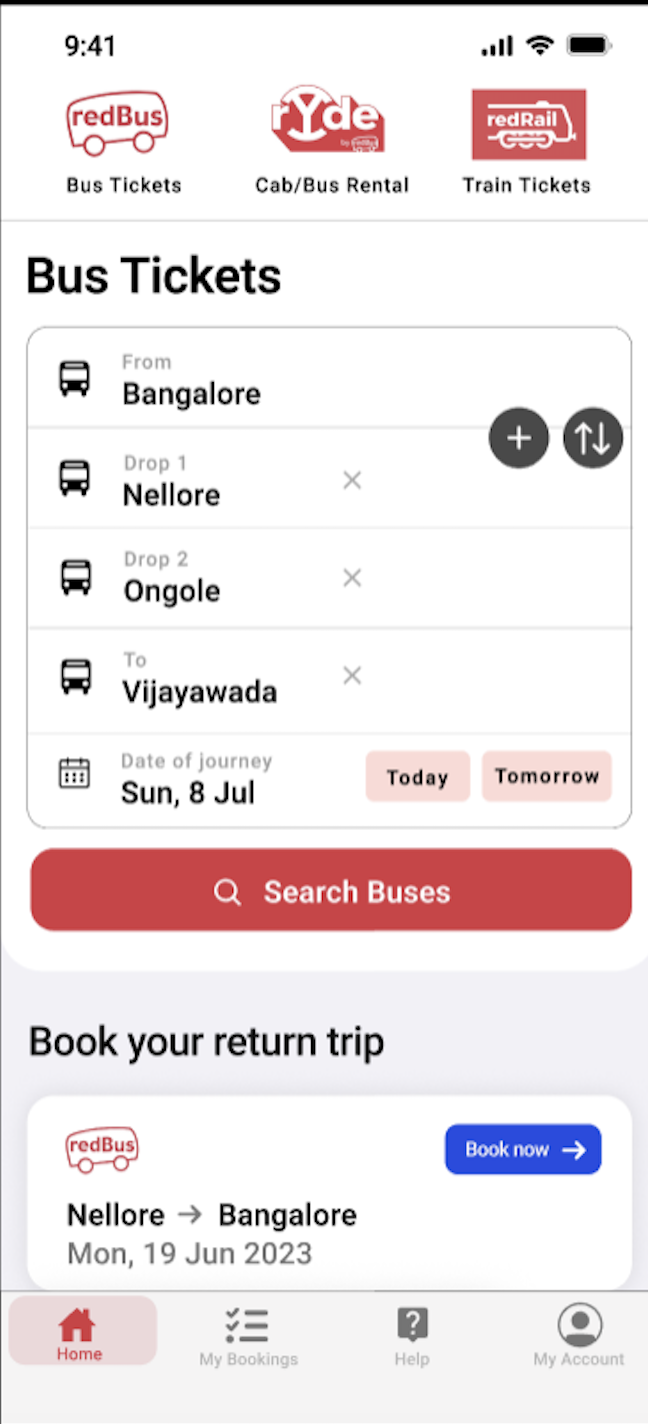 9:41
redBus
rYde
by redBus
redRail
Bus Tickets
Cab/Bus Rental
Train Tickets
Bus Tickets
From
Bangalore
Drop 1
Nellore
Drop 2
Ongole
To
Vijayawada
Date of journey
Sun, 8 Jul
Today
Tomorrow
Search Buses
Book your return trip
redBus
Book now
Nellore → Bangalore
Mon, 19 Jun 2023
Home
My Bookings
Help
My Account